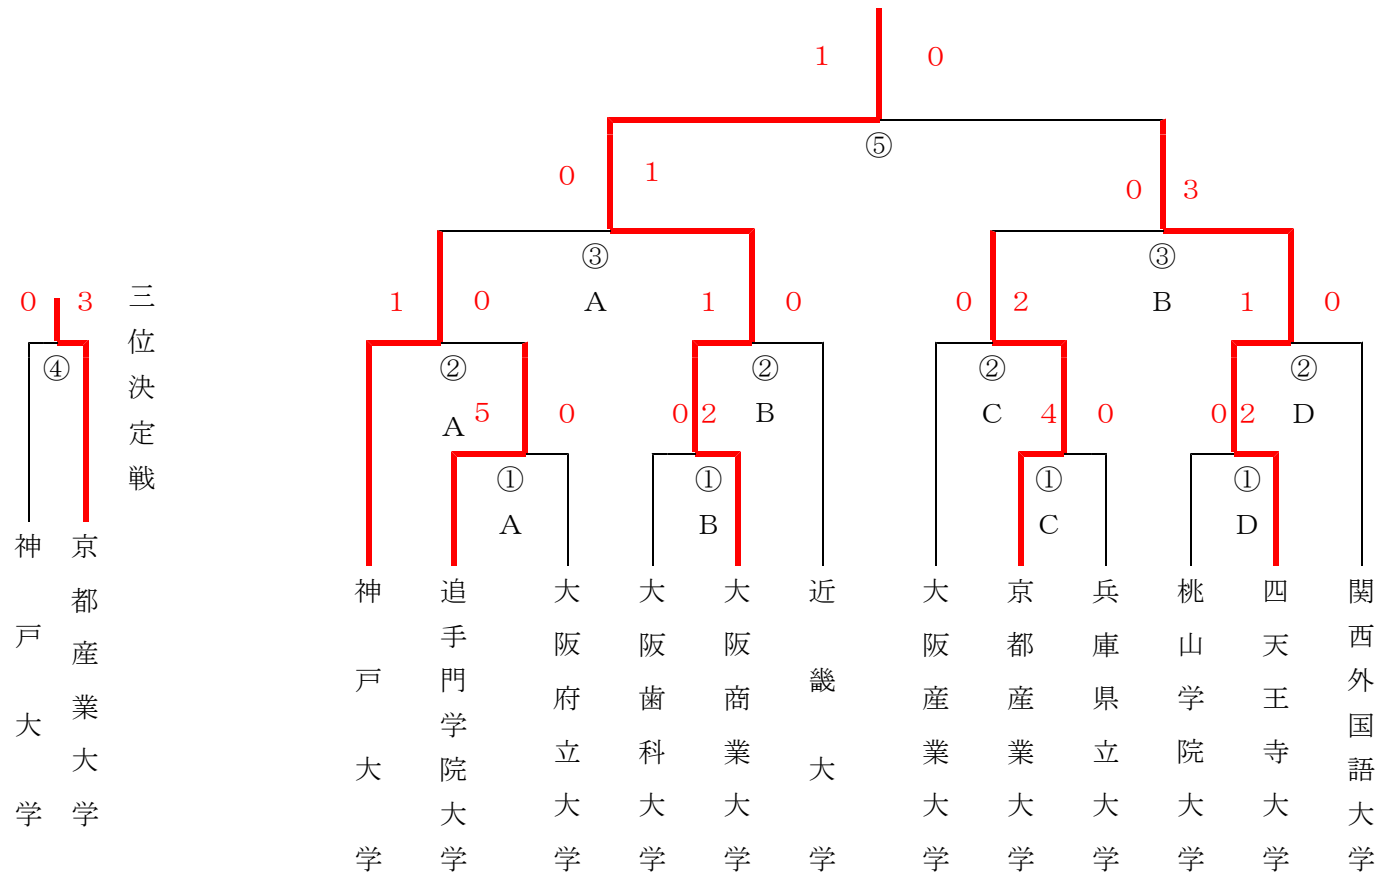 １ ０
⑤
０ １ ０ ３
③ ③
A B
０ ３ １ ０ １ ０ ０ ２ １ ０
④ ② ② ② ②
A B C D
５ ０ ０ ２ ４ ０ ０ ２
① ① ① ①
A B C D
三位決定戦
神戸大学
京都産業大学
神戸大学
追手門学院大学
大阪府立大学
大阪歯科大学
大阪商業大学
近畿大学
大阪産業大学
京都産業大学
兵庫県立大学
桃山学院大学
四天王寺大学
関西外国語大学